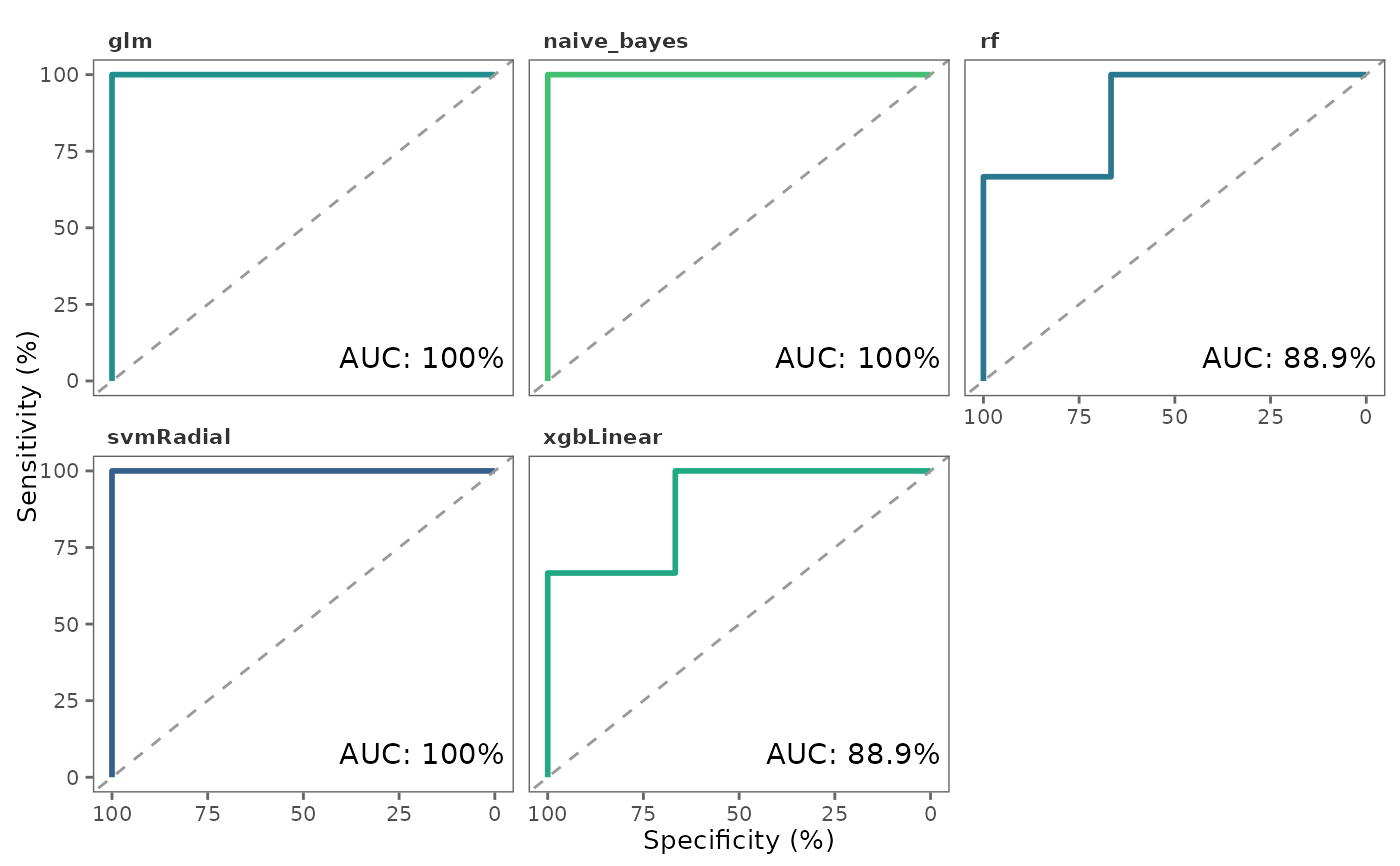 glm
naive_bayes
rf
100
75
50
25
0
AUC: 100%
AUC: 100%
AUC: 88.9%
100 75 50 25 0
Sensitivity (%)
svmRadial
xgbLinear
100
75
50
25
0
AUC: 100%
AUC: 88.9%
100 75 50 25 0
100 75 50 25 0
Specificity (%)